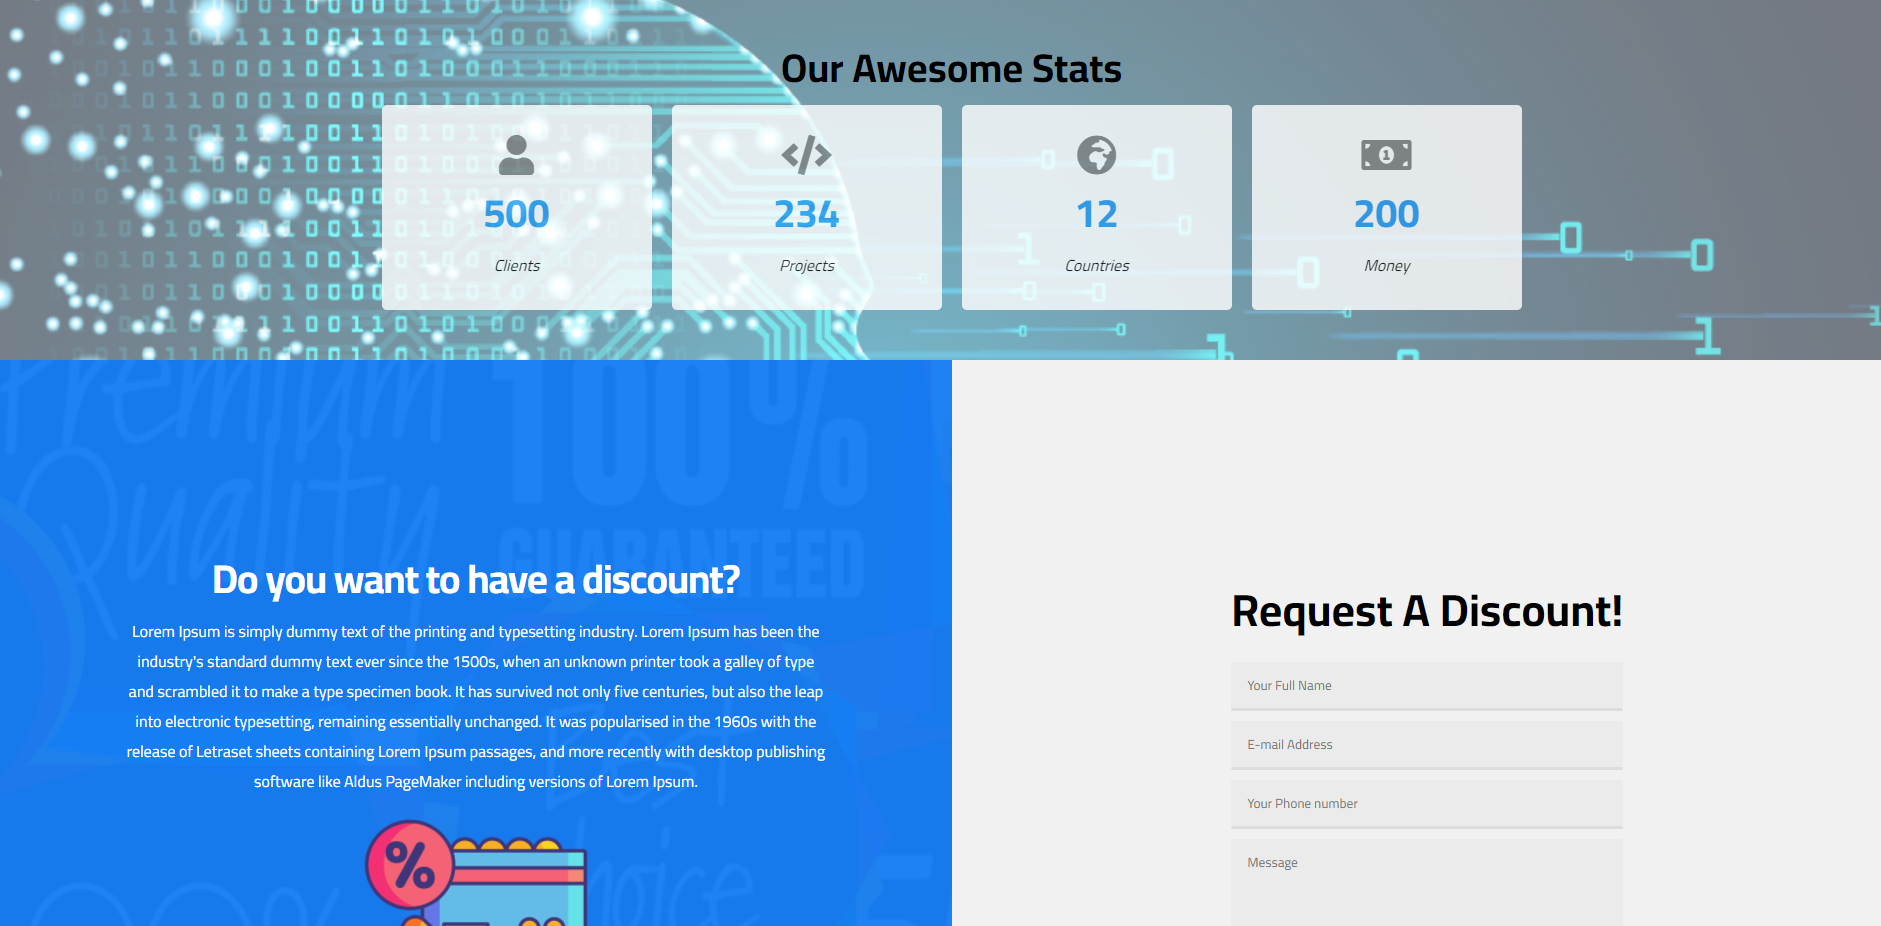 Our Awesome Stats
500
234
12
200
Clients
Projects
Countries
Money
Premium
Quality
100%
GUARANTEED
Do you want to have a discount?
Lorem Ipsum is simply dummy text of the printing and typesetting industry. Lorem Ipsum has been the
industry's standard dummy text ever since the 1500s, when an unknown printer took a galley of type
and scrambled it to make a type specimen book. It has survived not only five centuries, but also the leap
into electronic typesetting, remaining essentially unchanged. It was popularised in the 1960s with the
release of Letraset sheets containing Lorem Ipsum passages, and more recently with desktop publishing
software like Aldus PageMaker including versions of Lorem Ipsum.
Best
choice
%
Request A Discount!
Your Full Name
E-mail Address
Your Phone number
Message